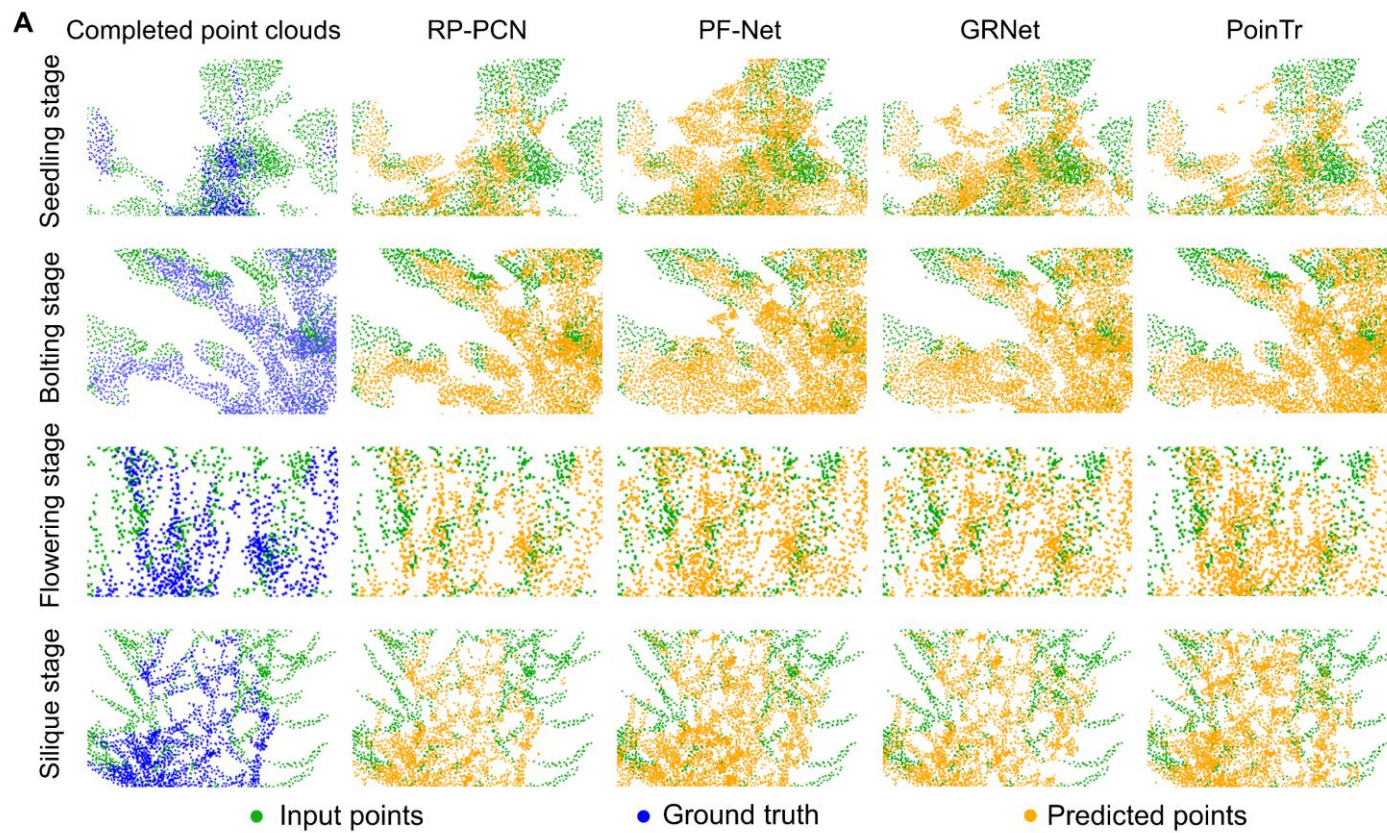 A
Completed point clouds RP-PCN PF-Net GRNet PoinTr
Seedling stage
Bolting stage
Flowering stage
Silique stage
Input points Ground truth Predicted points